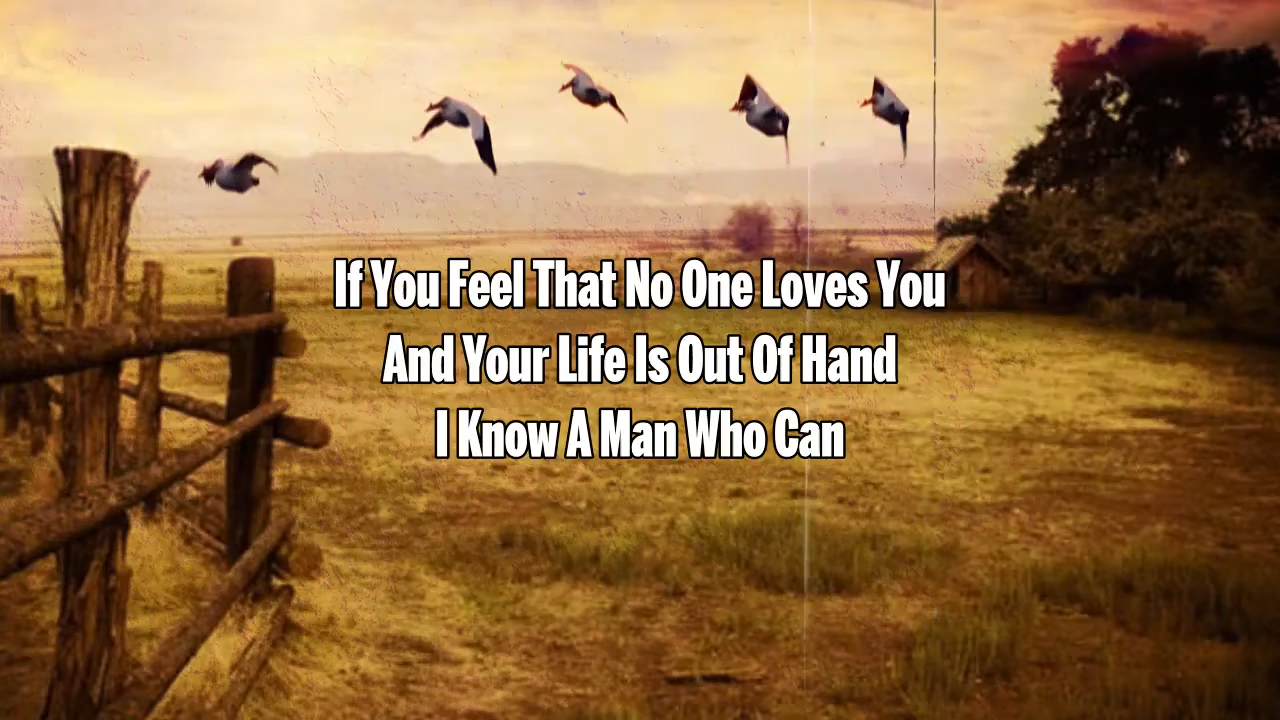 If You Feel That No One Loves You
And Your Life Is Out Of Hand
I Know A Man Who Can